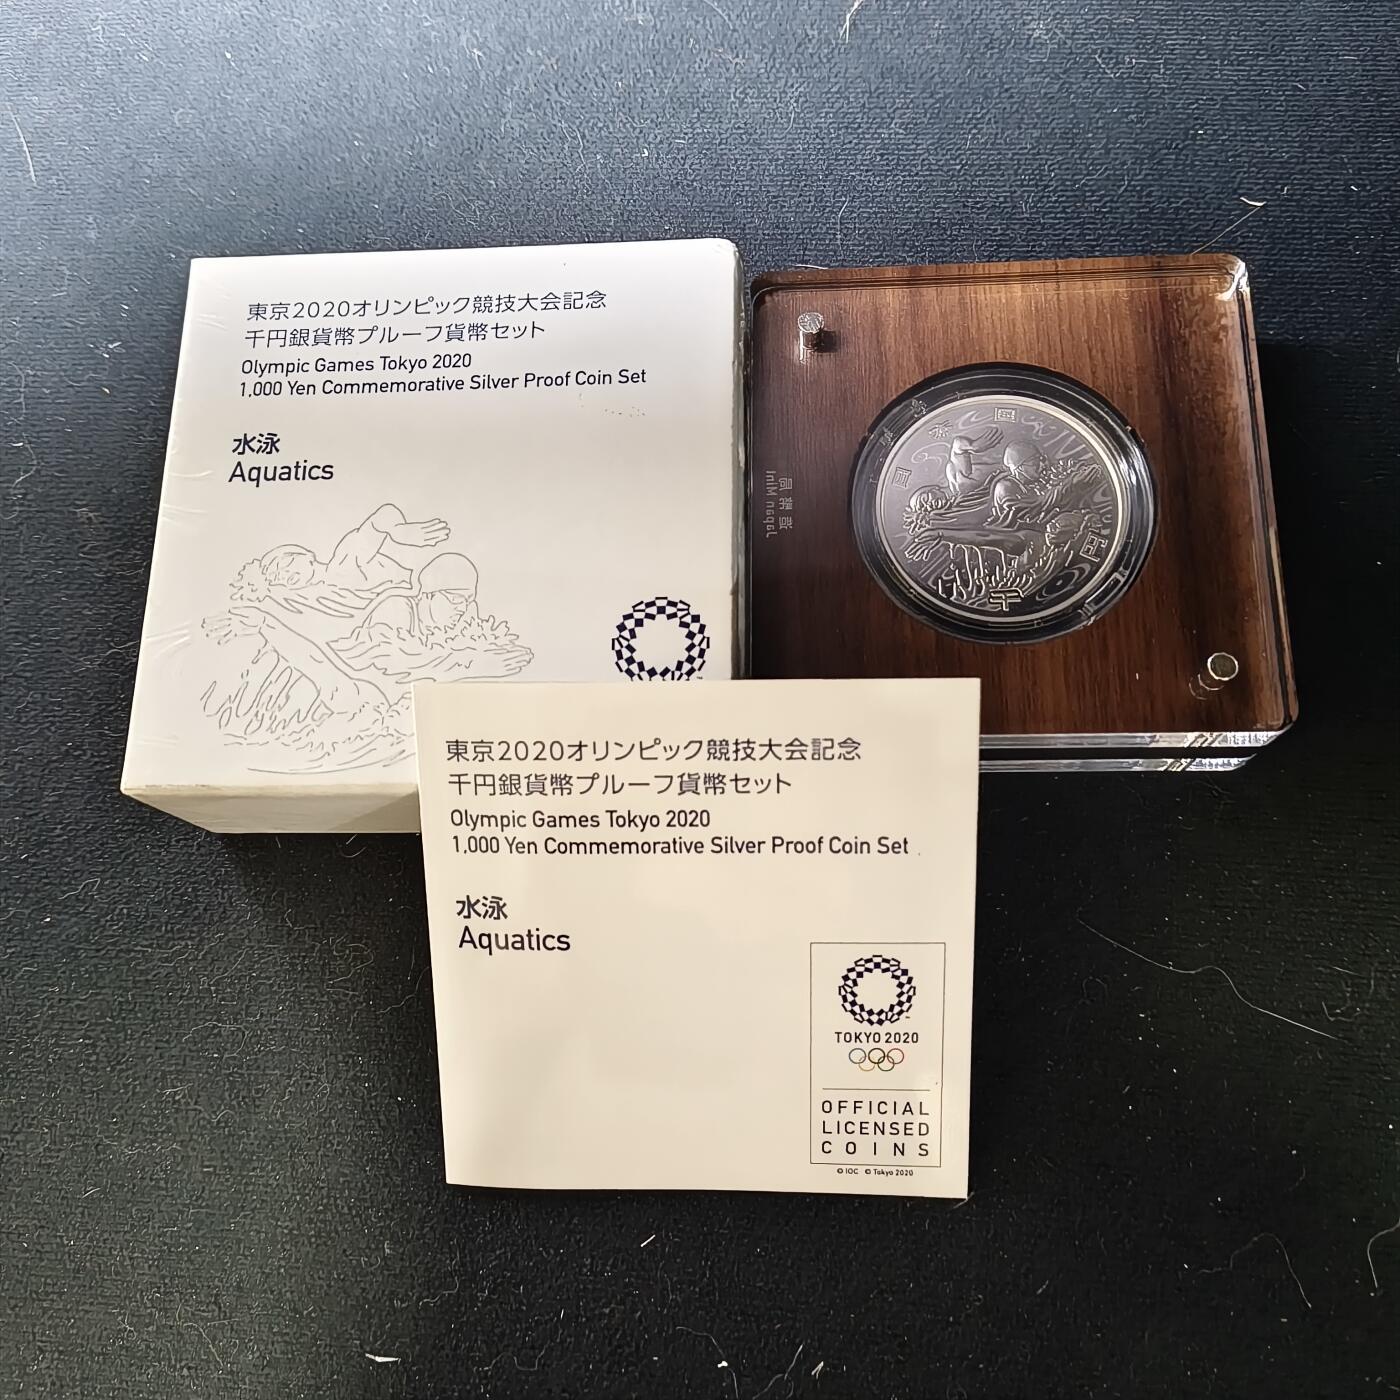 東京2020オリンピック競技大会記念
千円銀貨幣プルーフ貨幣セット
Olympic Games Tokyo 2020
1,000 Yen Commemorative Silver Proof Coin Set
水泳
Aquatics
Japan Mint
造幣局
日
本
国
千
円
東京2020オリンピック競技大会記念
千円銀貨幣プルーフ貨幣セット
Olympic Games Tokyo 2020
1,000 Yen Commemorative Silver Proof Coin Set
水泳
Aquatics
TOKYO 2020
OFFICIAL
LICENSED
COINS
© IOC © Tokyo 2020